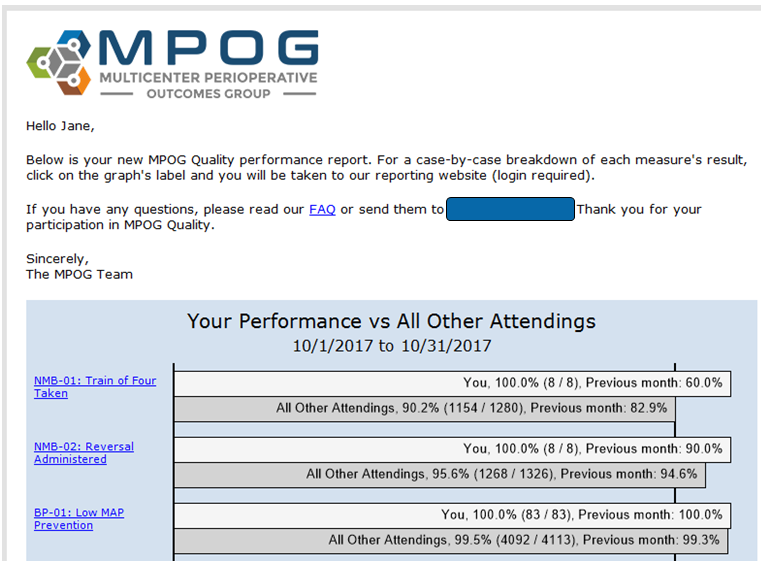 MPOG
MULTICENTER PERIOPERATIVE
OUTCOMES GROUP
Hello Jane,
Below is your new MPOG Quality performance report. For a case-by-case breakdown of each measure's result,
click on the graph's label and you will be taken to our reporting website (login required).
If you have any questions, please read our FAQ or send them to Thank you for your
participation in MPOG Quality.
Sincerely,
The MPOG Team
Your Performance vs All Other Attendings
10/1/2017 to 10/31/2017
NMB-01: Train of Four
Taken
You, 100.0% (8 / 8), Previous month: 60.0%
All Other Attendings, 90.2% (1154 / 1280), Previous month: 82.9%
NMB-02: Reversal
Administered
You, 100.0% (8 / 8), Previous month: 90.0%
All Other Attendings, 95.6% (1268 / 1326), Previous month: 94.6%
BP-01: Low MAP
Prevention
You, 100.0% (83 / 83), Previous month: 100.0%
All Other Attendings, 99.5% (4092 / 4113), Previous month: 99.3%